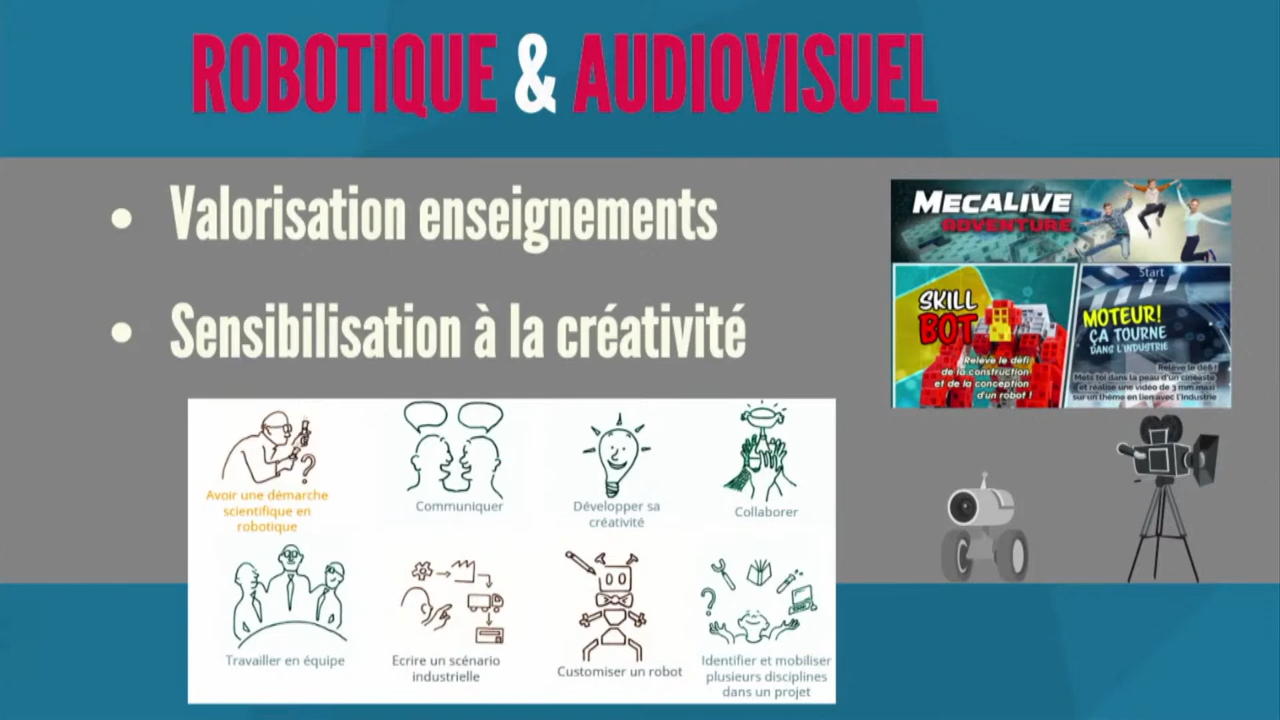 ROBOTIQUE & AUDIOVISUEL
• Valorisation enseignements
• Sensibilisation à la créativité
MECALIVE
ADVENTURE
SKILL
BOT
Relève le défi
de la construction
et de la conception
d'un robot !
Start
MOTEUR!
ÇA TOURNE
DANS L'INDUSTRIE
Relève le défi !
Mets toi dans la peau d'un cinéaste
et réalise une vidéo de 3 mm maxi
sur un thème en lien avec l'Industrie
Avoir une démarche
scientifique en
robotique
Communiquer
Développer sa
créativité
Collaborer
Travailler en équipe
Ecrire un scénario
industrielle
Customiser un robot
Identifier et mobiliser
plusieurs disciplines
dans un projet